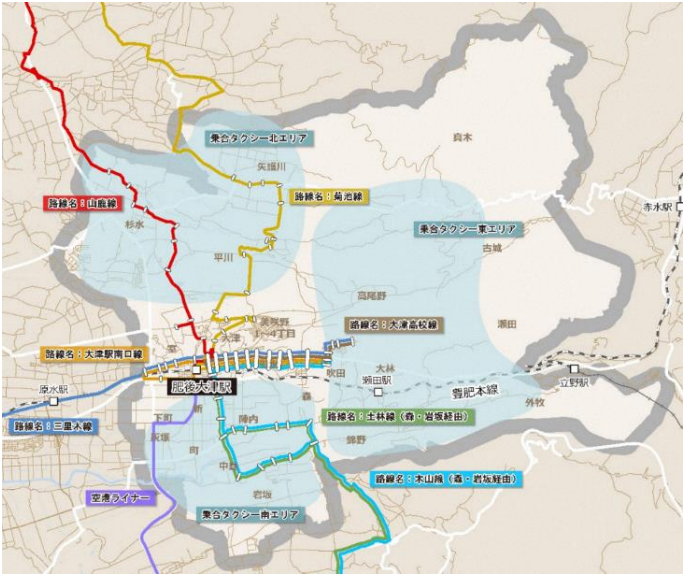 乗合タクシー北エリア
真木
矢護川
路線名：菊池線
路線名：山鹿線
赤水駅
杉水
乗合タクシー東エリア
古城
平川
高尾野
美咲野
1~4丁目
瀬田
大津
路線名：大津高校線
室
路線名：大津駅南口線
吹田
大林
立野駅
肥後大津駅
原水駅
瀬田駅
豊肥本線
森
外牧
下町
新
陣内
路線名：土林線（森・岩坂経由）
路線名：三里木線
灰塚
町
錦野
中島
路線名：木山線（森・岩坂経由）
岩坂
空港ライナー
乗合タクシー南エリア